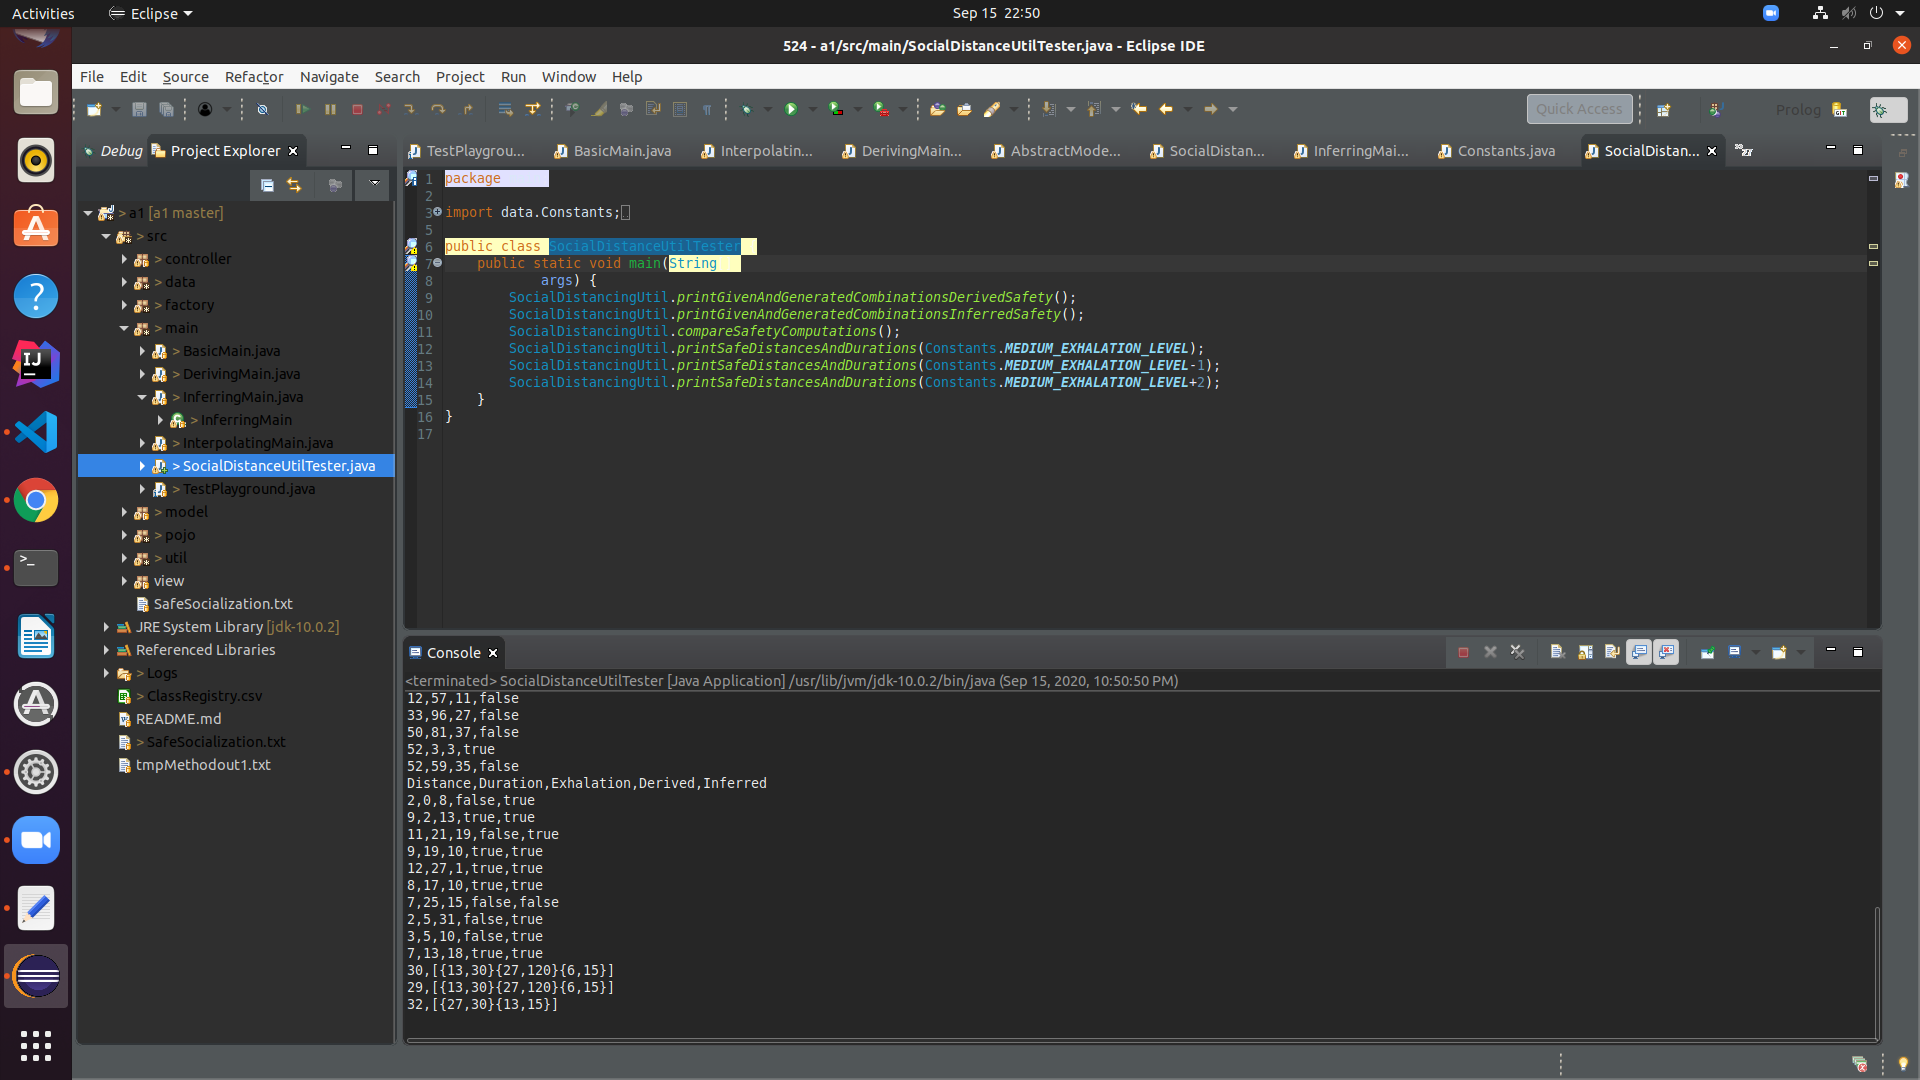 Activities
Eclipse
Sep 15 22:50
524 - a1/src/main/SocialDistanceUtilTester.java - Eclipse IDE
File Edit Source Refactor Navigate Search Project Run Window Help
Quick Access
Prolog
Debug
Project Explorer
TestPlaygrou...
BasicMain.java
Interpolatin...
DerivingMain...
AbstractMode...
SocialDistan...
InferringMai...
Constants.java
SocialDistan...
> a1 [a1 master]
> src
> controller
> data
> factory
> main
> BasicMain.java
> DerivingMain.java
> InferringMain.java
> InferringMain
> InterpolatingMain.java
> SocialDistanceUtilTester.java
> TestPlayground.java
> model
> pojo
> util
view
SafeSocialization.txt
JRE System Library [jdk-10.0.2]
Referenced Libraries
> Logs
> ClassRegistry.csv
README.md
> SafeSocialization.txt
tmpMethodout1.txt
1 package
2
3 import data.Constants;
5
6 public class SocialDistanceUtilTester
7 public static void main(String
8 args) {
9 SocialDistancingUtil.printGivenAndGeneratedCombinationsDerivedSafety();
10 SocialDistancingUtil.printGivenAndGeneratedCombinationsInferredSafety();
11 SocialDistancingUtil.compareSafetyComputations();
12 SocialDistancingUtil.printSafeDistancesAndDurations(Constants.MEDIUM_EXHALATION_LEVEL);
13 SocialDistancingUtil.printSafeDistancesAndDurations(Constants.MEDIUM_EXHALATION_LEVEL-1);
14 SocialDistancingUtil.printSafeDistancesAndDurations(Constants.MEDIUM_EXHALATION_LEVEL+2);
15 }
16 }
17
Console
<terminated> SocialDistanceUtilTester [Java Application] /usr/lib/jvm/jdk-10.0.2/bin/java (Sep 15, 2020, 10:50:50 PM)
12,57,11,false
33,96,27,false
50,81,37,false
52,3,3,true
52,59,35,false
Distance,Duration,Exhalation,Derived,Inferred
2,0,8,false,true
9,2,13,true,true
11,21,19,false,true
9,19,10,true,true
12,27,1,true,true
8,17,10,true,true
7,25,15,false,false
2,5,31,false,true
3,5,10,false,true
7,13,18,true,true
30,[{13,30}{27,120}{6,15}]
29,[{13,30}{27,120}{6,15}]
32,[{27,30}{13,15}]